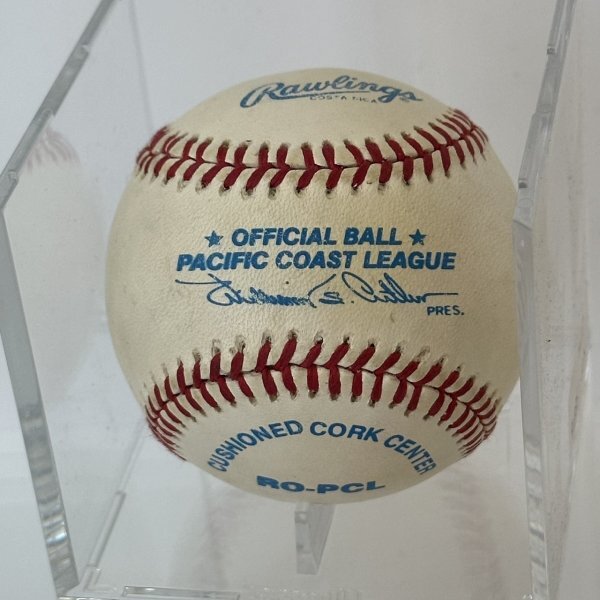 Rawlings
COSTA RICA
★ OFFICIAL BALL ★
PACIFIC COAST LEAGUE
PRES.
CUSHIONED CORK CENTER
RO-PCL